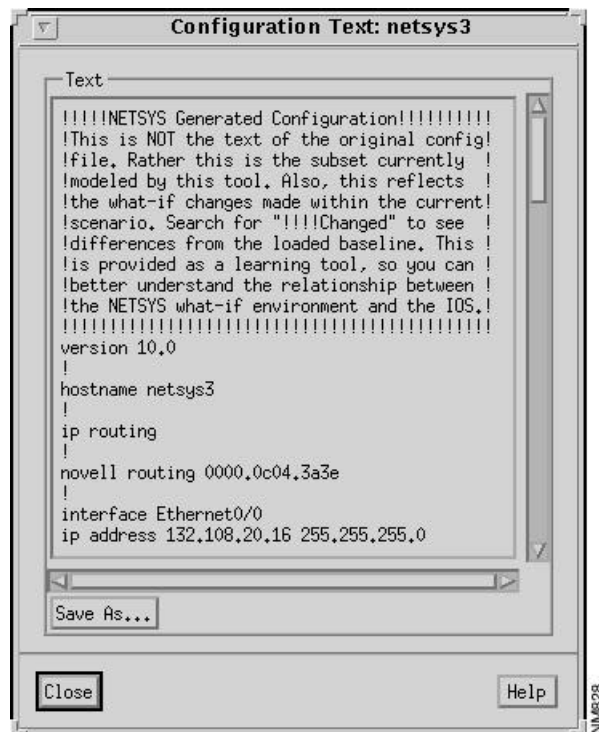 Configuration Text: netsys3
Text
!!!!!NETSYS Generated Configuration!!!!!!!!!!
!This is NOT the text of the original config!
!file. Rather this is the subset currently  !
!modeled by this tool. Also, this reflects  !
!the what-if changes made within the current!
!scenario. Search for "!!!!Changed" to see  !
!differences from the loaded baseline. This !
!is provided as a learning tool, so you can !
!better understand the relationship between !
!the NETSYS what-if environment and the IOS.!
!!!!!!!!!!!!!!!!!!!!!!!!!!!!!!!!!!!!!!!!!!!!!
version 10.0
!
hostname netsys3
!
ip routing
!
novell routing 0000.0c04.3a3e
!
interface Ethernet0/0
ip address 132.108.20.16 255.255.255.0
Save As...
Close
Help
NM828